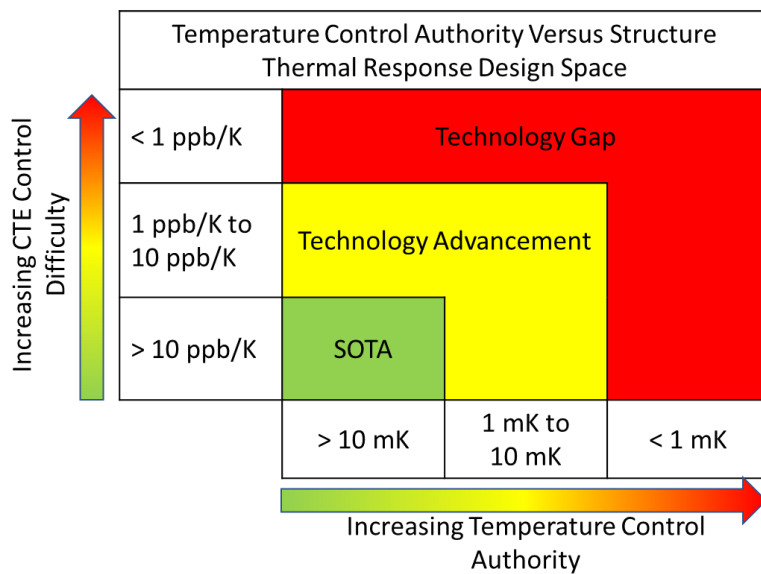 Temperature Control Authority Versus Structure
Thermal Response Design Space
Increasing CTE Control
Difficulty
< 1 ppb/K
Technology Gap
1 ppb/K to
10 ppb/K
Technology Advancement
> 10 ppb/K
SOTA
> 10 mK
1 mK to
10 mK
< 1 mK
Increasing Temperature Control
Authority